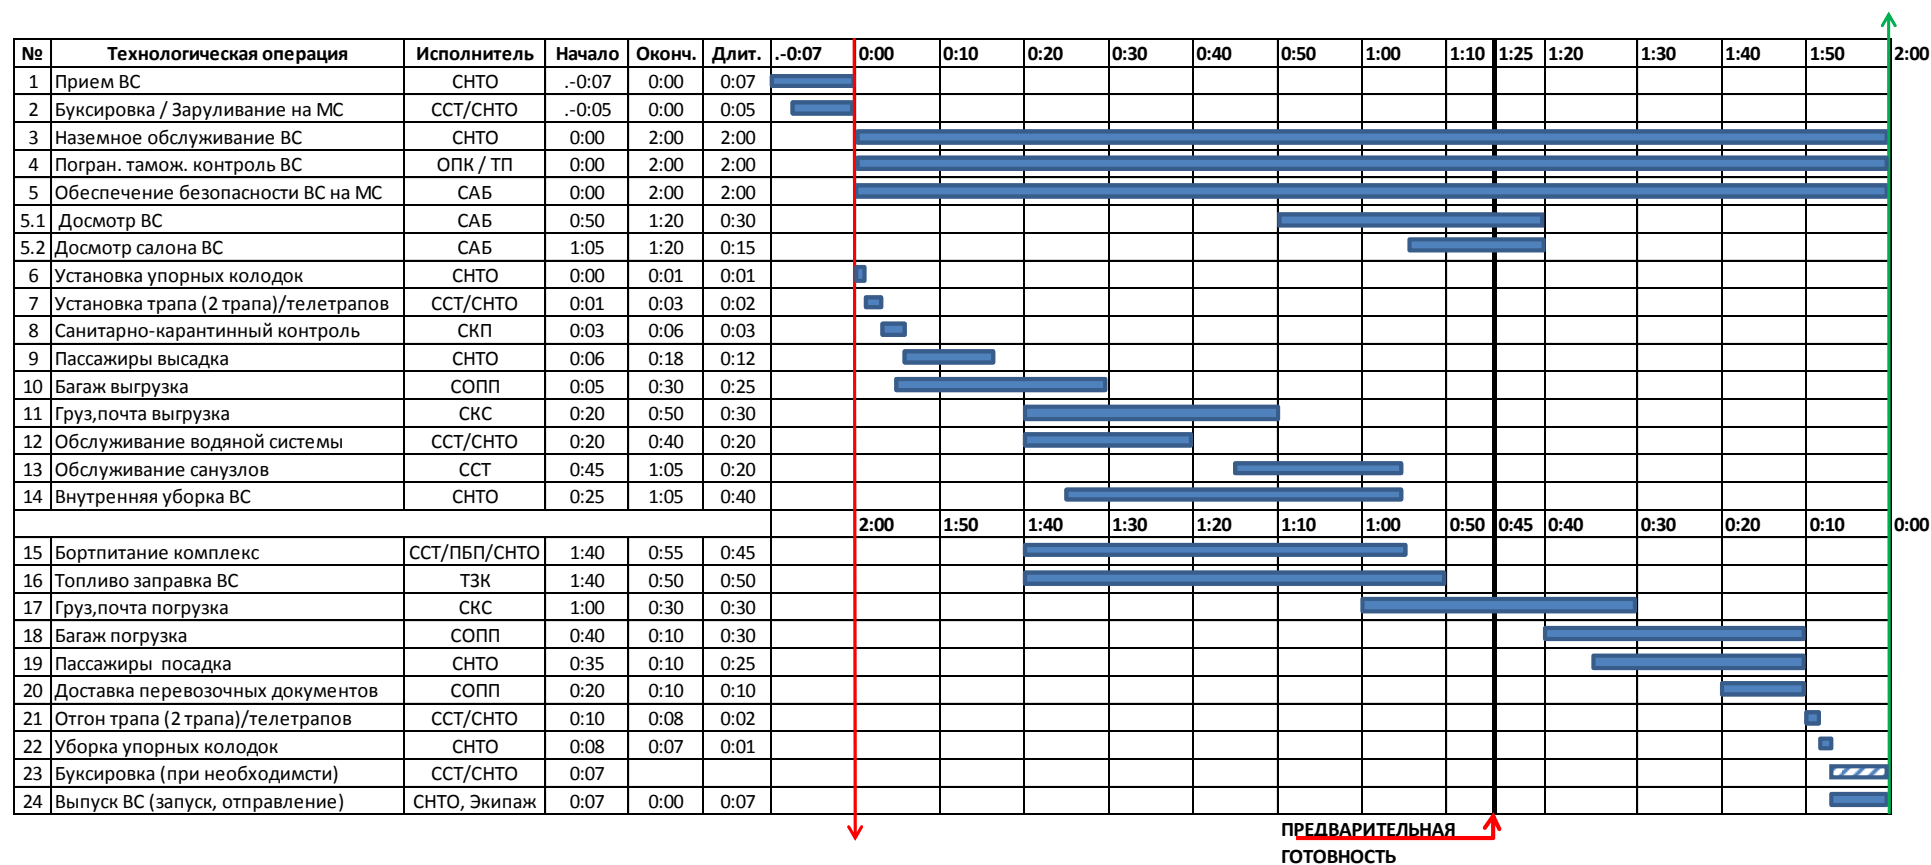 № Технологическая операция Исполнитель Начало Оконч. Длит. .-0:07 0:00 0:10 0:20 0:30 0:40 0:50 1:00 1:10 1:25 1:20 1:30 1:40 1:50 2:00
1 Прием ВС СНТО .-0:07 0:00 0:07
2 Буксировка / Заруливание на МС ССТ/СНТО .-0:05 0:00 0:05
3 Наземное обслуживание ВС СНТО 0:00 2:00 2:00
4 Погран. тамож. контроль ВС ОПК / ТП 0:00 2:00 2:00
5 Обеспечение безопасности ВС на МС САБ 0:00 2:00 2:00
5.1 Досмотр ВС САБ 0:50 1:20 0:30
5.2 Досмотр салона ВС САБ 1:05 1:20 0:15
6 Установка упорных колодок СНТО 0:00 0:01 0:01
7 Установка трапа (2 трапа)/телетрапов ССТ/СНТО 0:01 0:03 0:02
8 Санитарно-карантинный контроль СКП 0:03 0:06 0:03
9 Пассажиры высадка СНТО 0:06 0:18 0:12
10 Багаж выгрузка СОПП 0:05 0:30 0:25
11 Груз,почта выгрузка СКС 0:20 0:50 0:30
12 Обслуживание водяной системы ССТ/СНТО 0:20 0:40 0:20
13 Обслуживание санузлов ССТ 0:45 1:05 0:20
14 Внутренняя уборка ВС СНТО 0:25 1:05 0:40
2:00 1:50 1:40 1:30 1:20 1:10 1:00 0:50 0:45 0:40 0:30 0:20 0:10 0:00
15 Бортпитание комплекс ССТ/ПБП/СНТО 1:40 0:55 0:45
16 Топливо заправка ВС ТЗК 1:40 0:50 0:50
17 Груз,почта погрузка СКС 1:00 0:30 0:30
18 Багаж погрузка СОПП 0:40 0:10 0:30
19 Пассажиры посадка СНТО 0:35 0:10 0:25
20 Доставка перевозочных документов СОПП 0:20 0:10 0:10
21 Отгон трапа (2 трапа)/телетрапов ССТ/СНТО 0:10 0:08 0:02
22 Уборка упорных колодок СНТО 0:08 0:07 0:01
23 Буксировка (при необходимсти) ССТ/СНТО 0:07
24 Выпуск ВС (запуск, отправление) СНТО, Экипаж 0:07 0:00 0:07
ПРЕДВАРИТЕЛЬНАЯ
ГОТОВНОСТЬ